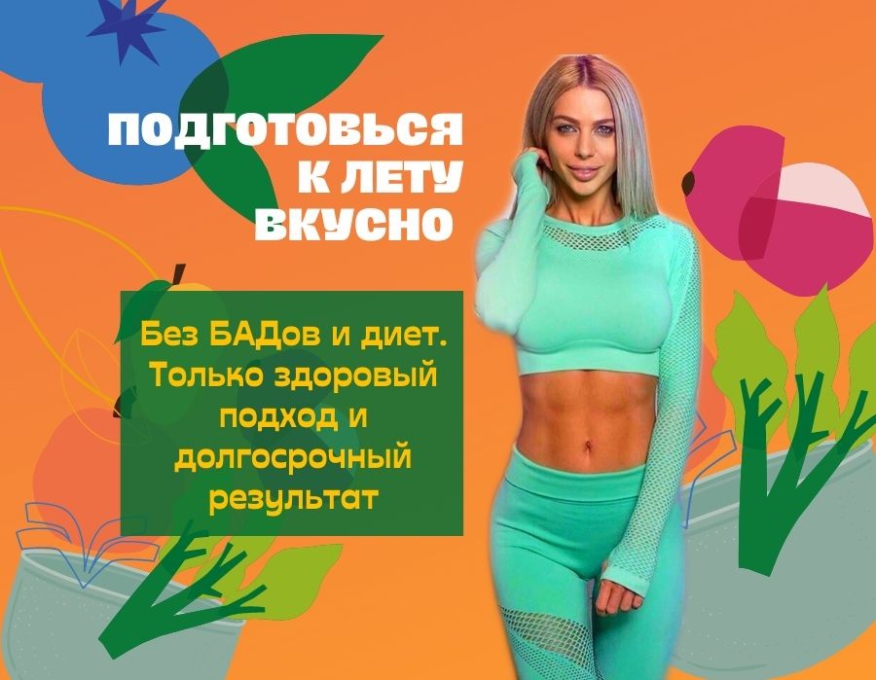 ПОДГОТОВЬСЯ
К ЛЕТУ
ВКУСНО
Без БАДов и диет.
Только здоровый
подход и
долгосрочный
результат